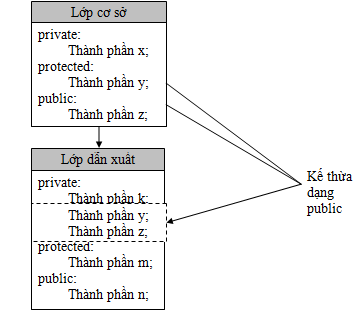 Lớp cơ sở
private:
Thành phần x;
protected:
Thành phần y;
public:
Thành phần z;
Lớp dẫn xuất
private:
Thành phần k;
Thành phần y;
Thành phần z;
protected:
Thành phần m;
public:
Thành phần n;
Kế thừa
dạng
public